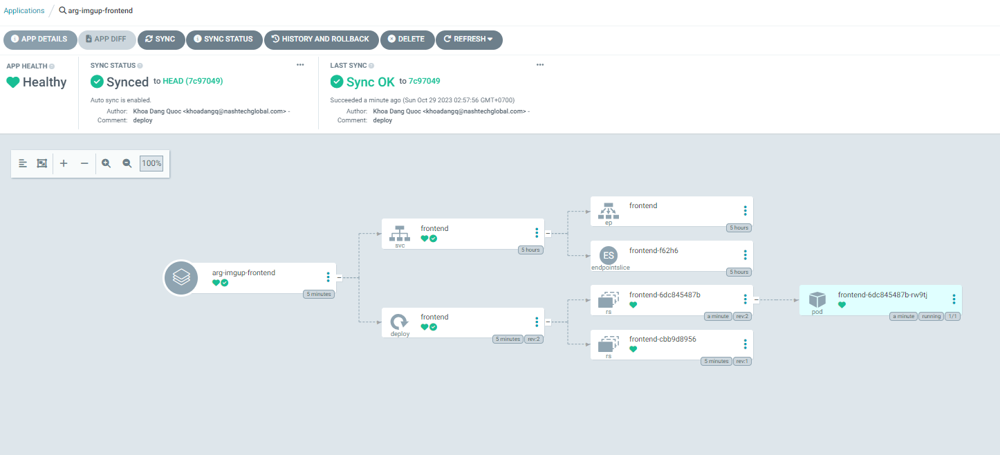 Applications / arg-imgup-frontend
APP DETAILS APP DIFF SYNC SYNC STATUS HISTORY AND ROLLBACK DELETE REFRESH
APP HEALTH
Healthy
SYNC STATUS
Synced to HEAD (7c97049)
Auto sync is enabled.
Author: Khoa Dang Quoc <khoadangq@nashtechglobal.com> -
Comment: deploy
LAST SYNC
Sync OK to 7c97049
Succeeded a minute ago (Sun Oct 29 2023 02:57:56 GMT+0700)
Author: Khoa Dang Quoc <khoadangq@nashtechglobal.com> -
Comment: deploy
100%
arg-imgup-frontend
5 minutes
frontend
svc
5 hours
frontend
deploy
5 minutes rev:2
frontend
ep
5 hours
ES
frontend-f62h6
endpointslice
5 hours
frontend-6dc845487b
rs
a minute rev:2
frontend-cbb9d8956
rs
5 minutes rev:1
frontend-6dc845487b-rw9tj
pod
a minute running 1/1